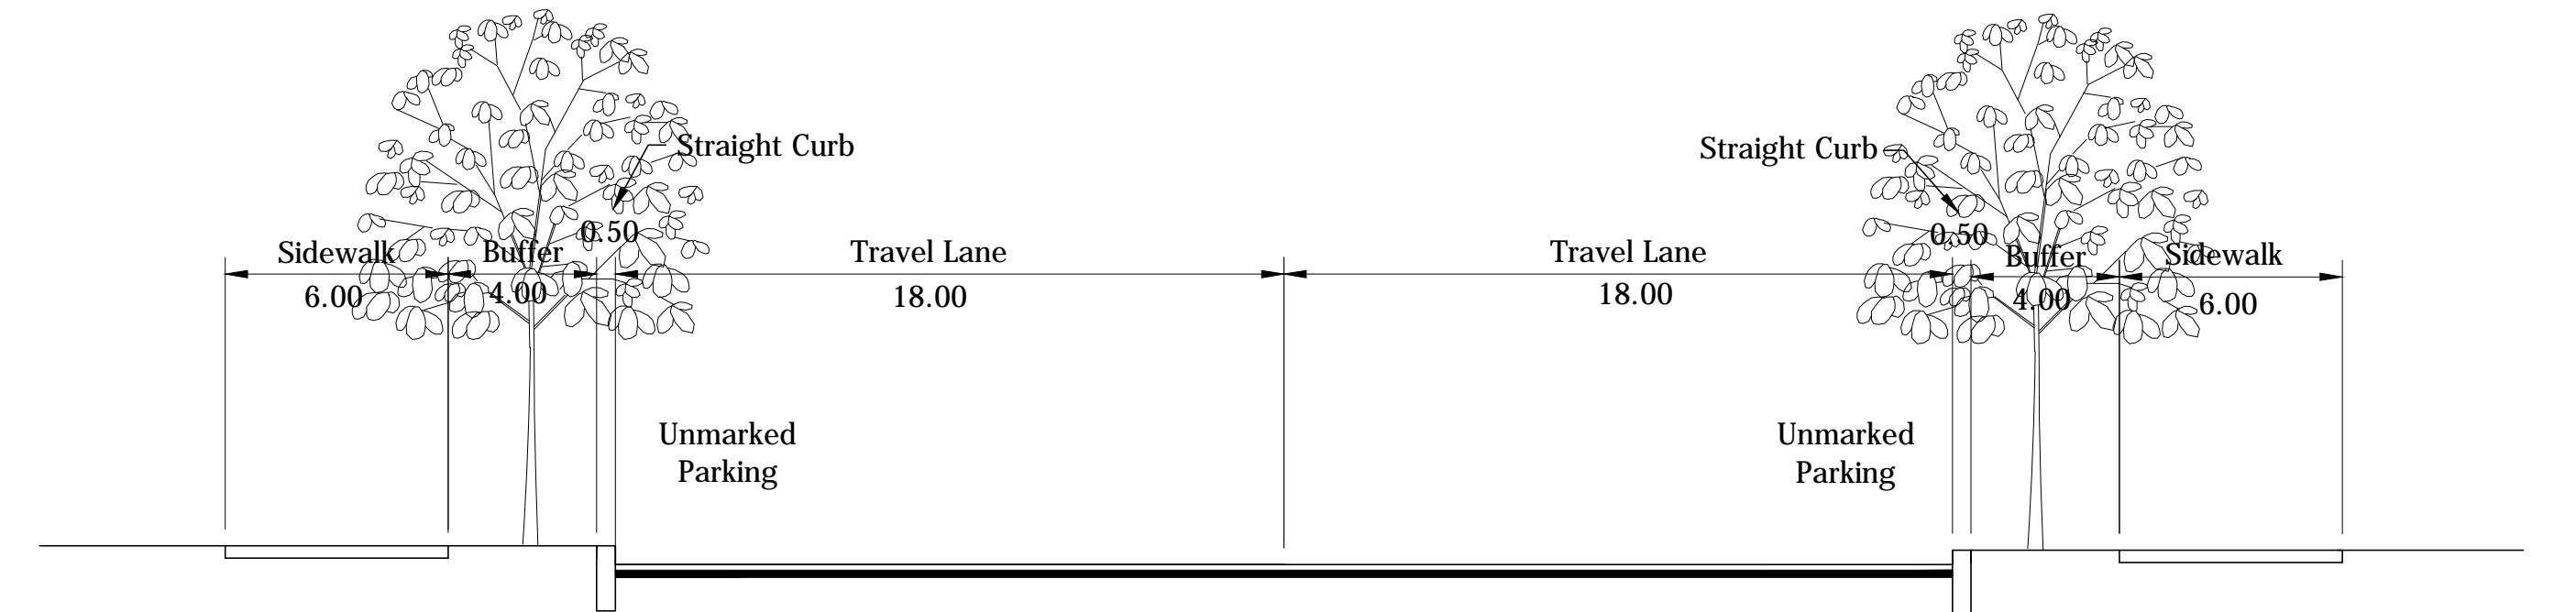 Straight Curb
Straight Curb
0.50
0.50
Sidewalk
Buffer
Travel Lane
Travel Lane
Buffer
Sidewalk
6.00
4.00
18.00
18.00
4.00
6.00
Unmarked
Parking
Unmarked
Parking